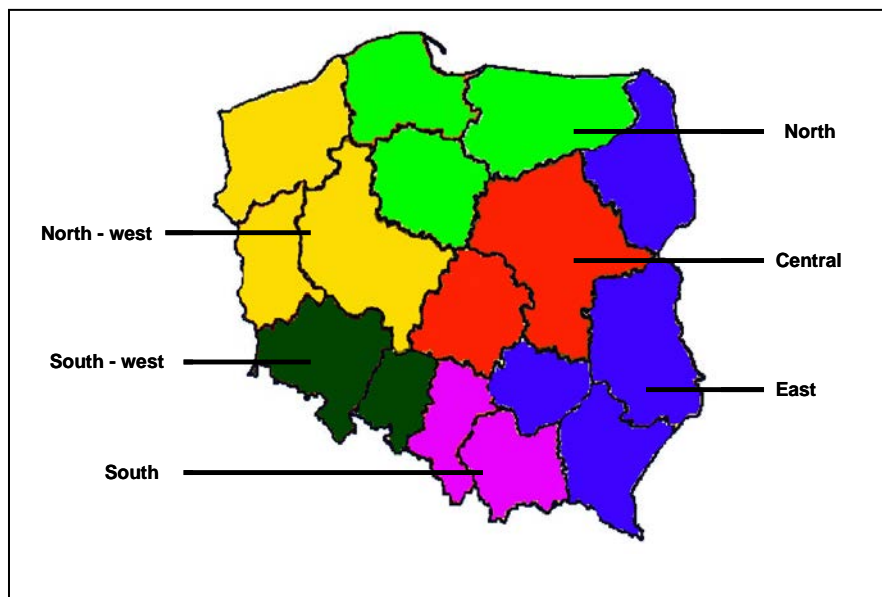 North
North - west
Central
South - west
East
South